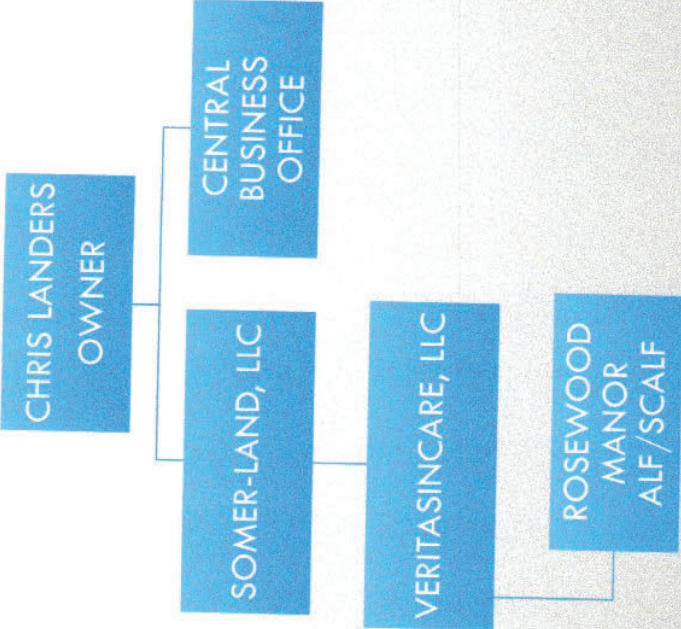 CHRIS LANDERS
OWNER
SOMER-LAND, LLC
CENTRAL
BUSINESS
OFFICE
VERITASINCARE, LLC
ROSEWOOD
MANOR
ALF/SCALF